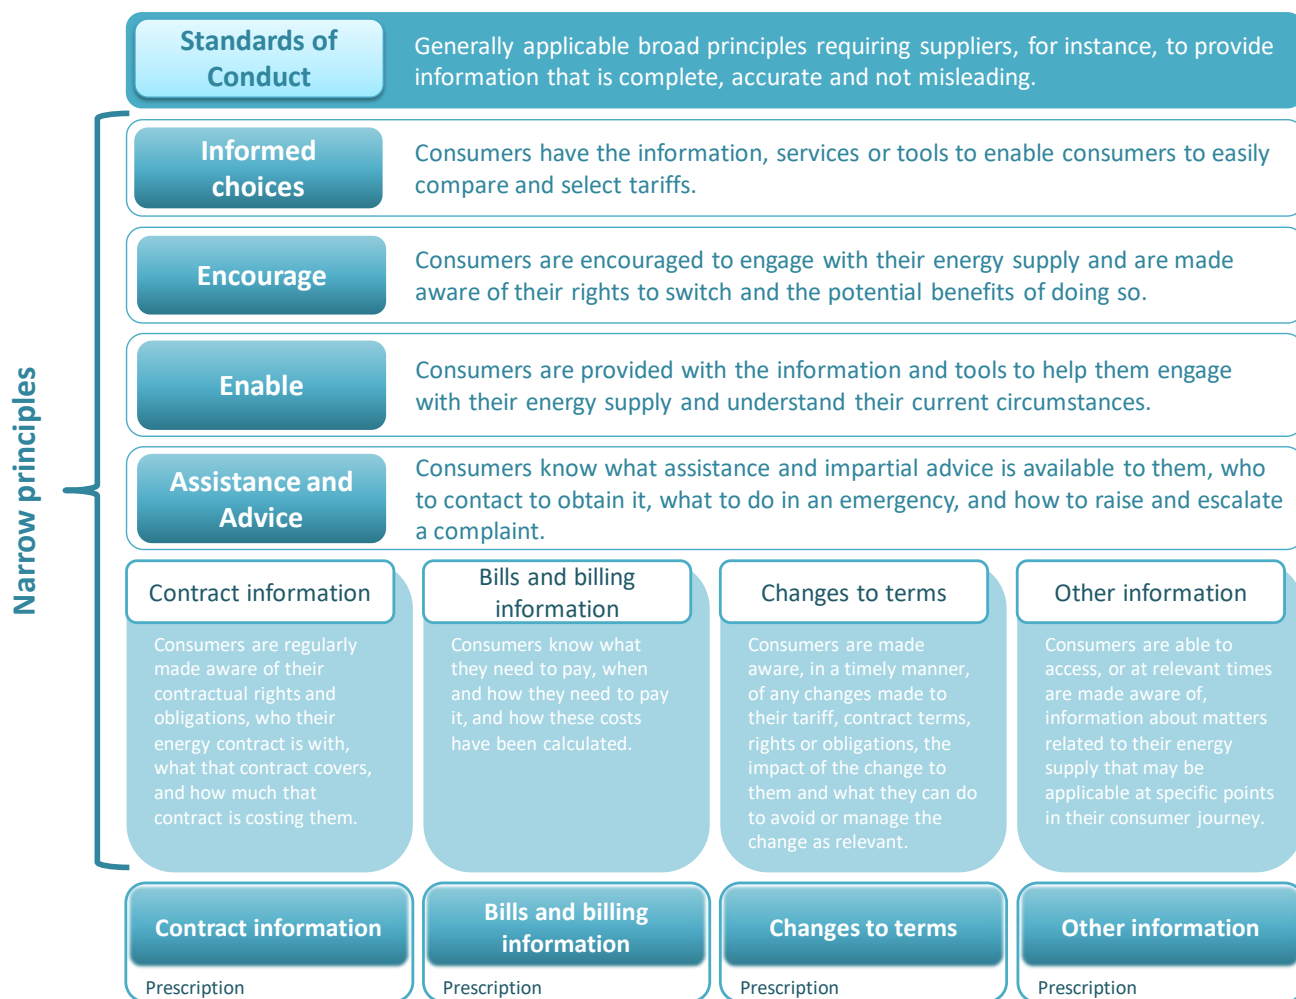 Standards of
Conduct
Generally applicable broad principles requiring suppliers, for instance, to provide
information that is complete, accurate and not misleading.
Narrow principles
Informed
choices
Consumers have the information, services or tools to enable consumers to easily
compare and select tariffs.
Encourage
Consumers are encouraged to engage with their energy supply and are made
aware of their rights to switch and the potential benefits of doing so.
Enable
Consumers are provided with the information and tools to help them engage
with their energy supply and understand their current circumstances.
Assistance and
Advice
Consumers know what assistance and impartial advice is available to them, who
to contact to obtain it, what to do in an emergency, and how to raise and escalate
a complaint.
Contract information
Consumers are regularly
made aware of their
contractual rights and
obligations, who their
energy contract is with,
what that contract covers,
and how much that
contract is costing them.
Bills and billing
information
Consumers know what
they need to pay, when
and how they need to pay
it, and how these costs
have been calculated.
Changes to terms
Consumers are made
aware, in a timely manner,
of any changes made to
their tariff, contract terms,
rights or obligations, the
impact of the change to
them and what they can do
to avoid or manage the
change as relevant.
Other information
Consumers are able to
access, or at relevant times
are made aware of,
information about matters
related to their energy
supply that may be
applicable at specific points
in their consumer journey.
Contract information
Prescription
Bills and billing
information
Prescription
Changes to terms
Prescription
Other information
Prescription